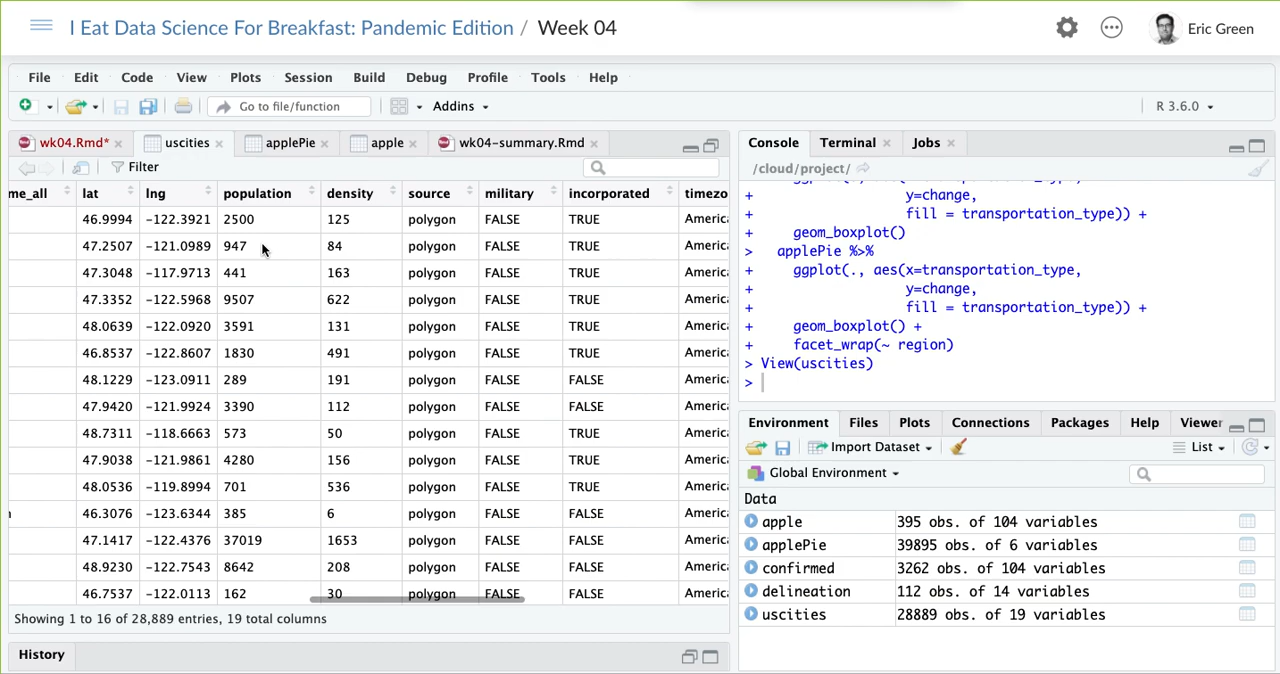 I Eat Data Science For Breakfast: Pandemic Edition / Week 04
Eric Green
File Edit Code View Plots Session Build Debug Profile Tools Help
Go to file/function Addins R 3.6.0
wk04.Rmd* uscities applePie apple wk04-summary.Rmd
Filter
me_all lat lng population density source military incorporated timezo
46.9994 -122.3921 2500 125 polygon FALSE TRUE Americ
47.2507 -121.0989 947 84 polygon FALSE TRUE Americ
47.3048 -117.9713 441 163 polygon FALSE TRUE Americ
47.3352 -122.5968 9507 622 polygon FALSE TRUE Americ
48.0639 -122.0920 3591 131 polygon FALSE TRUE Americ
46.8537 -122.8607 1830 491 polygon FALSE TRUE Americ
48.1229 -123.0911 289 191 polygon FALSE FALSE Americ
47.9420 -121.9924 3390 112 polygon FALSE FALSE Americ
48.7311 -118.6663 573 50 polygon FALSE TRUE Americ
47.9038 -121.9861 4280 156 polygon FALSE TRUE Americ
48.0536 -119.8994 701 536 polygon FALSE TRUE Americ
46.3076 -123.6344 385 6 polygon FALSE FALSE Americ
47.1417 -122.4376 37019 1653 polygon FALSE FALSE Americ
48.9230 -122.7543 8642 208 polygon FALSE FALSE Americ
46.7537 -122.0113 162 30 polygon FALSE FALSE Americ
Showing 1 to 16 of 28,889 entries, 19 total columns
History
Console Terminal Jobs
/cloud/project/
+ y=change,
+ fill = transportation_type)) +
+ geom_boxplot()
> applePie %>%
+ ggplot(., aes(x=transportation_type,
+ y=change,
+ fill = transportation_type)) +
+ geom_boxplot() +
+ facet_wrap(~ region)
> View(uscities)
>
Environment Files Plots Connections Packages Help Viewer
Import Dataset List
Global Environment
Data
apple 395 obs. of 104 variables
applePie 39895 obs. of 6 variables
confirmed 3262 obs. of 104 variables
delineation 112 obs. of 14 variables
uscities 28889 obs. of 19 variables